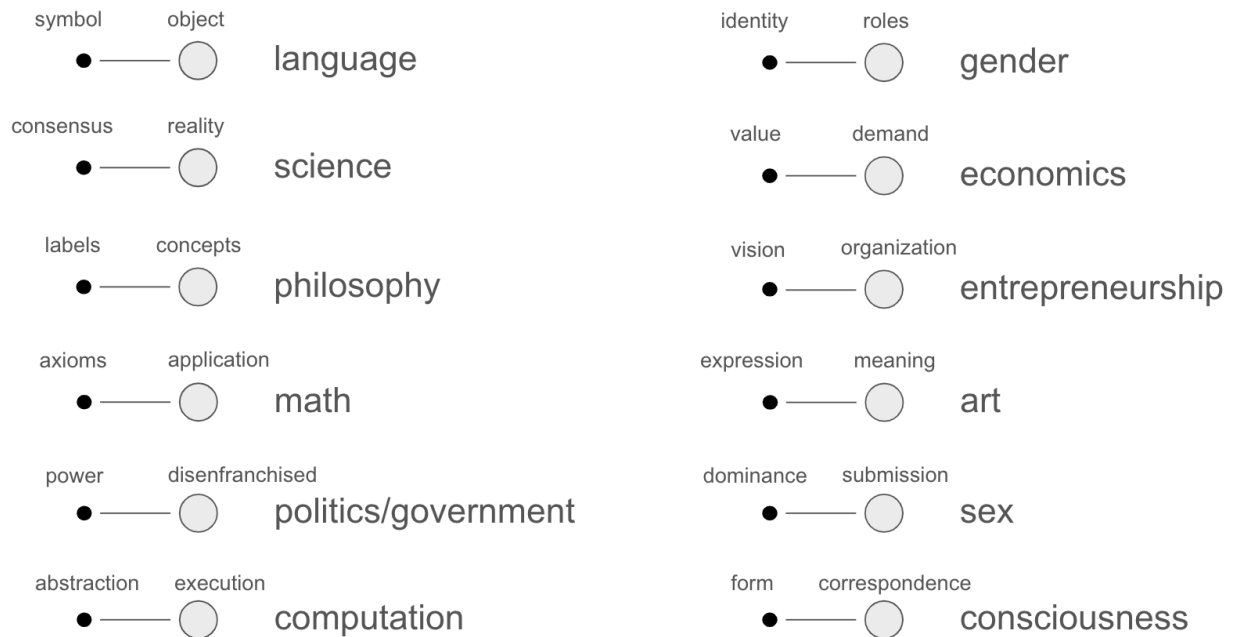 symbol object
language
consensus reality
science
labels concepts
philosophy
axioms application
math
power disenfranchised
politics/government
abstraction execution
computation
identity roles
gender
value demand
economics
vision organization
entrepreneurship
expression meaning
art
dominance submission
sex
form correspondence
consciousness